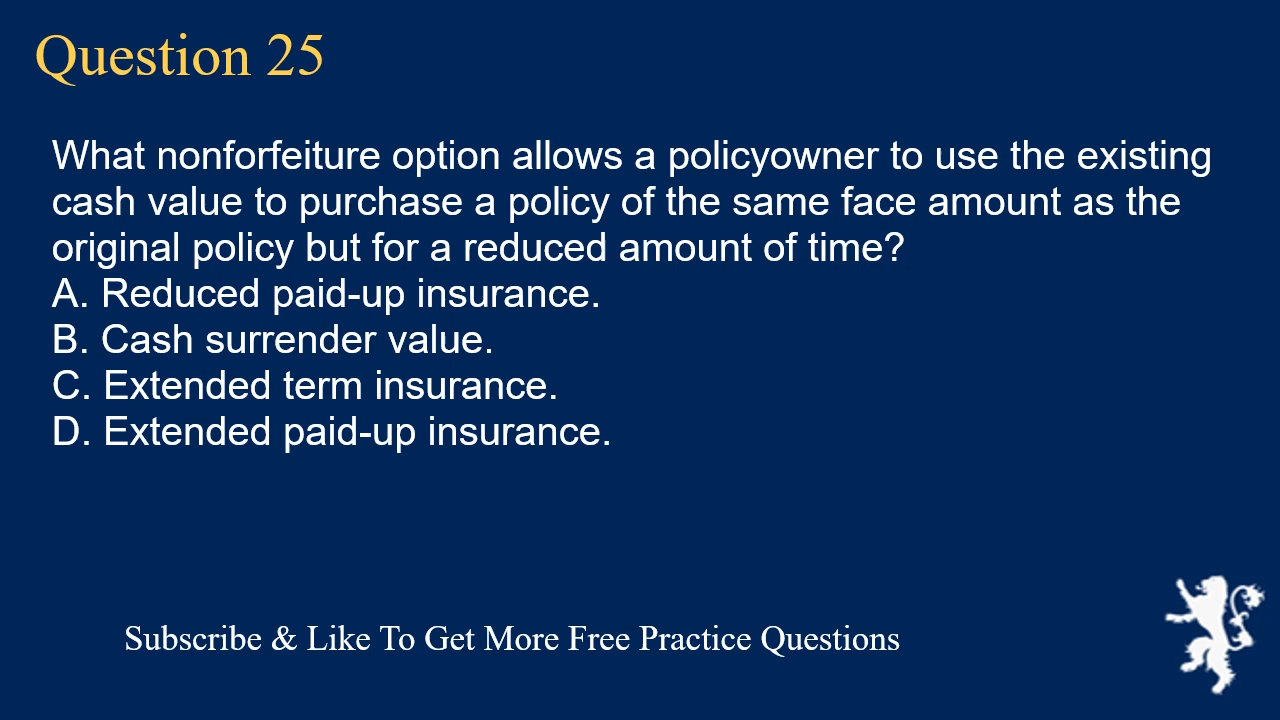 Question 25
What nonforfeiture option allows a policyowner to use the existing
cash value to purchase a policy of the same face amount as the
original policy but for a reduced amount of time?
A. Reduced paid-up insurance.
B. Cash surrender value.
C. Extended term insurance.
D. Extended paid-up insurance.
Subscribe & Like To Get More Free Practice Questions